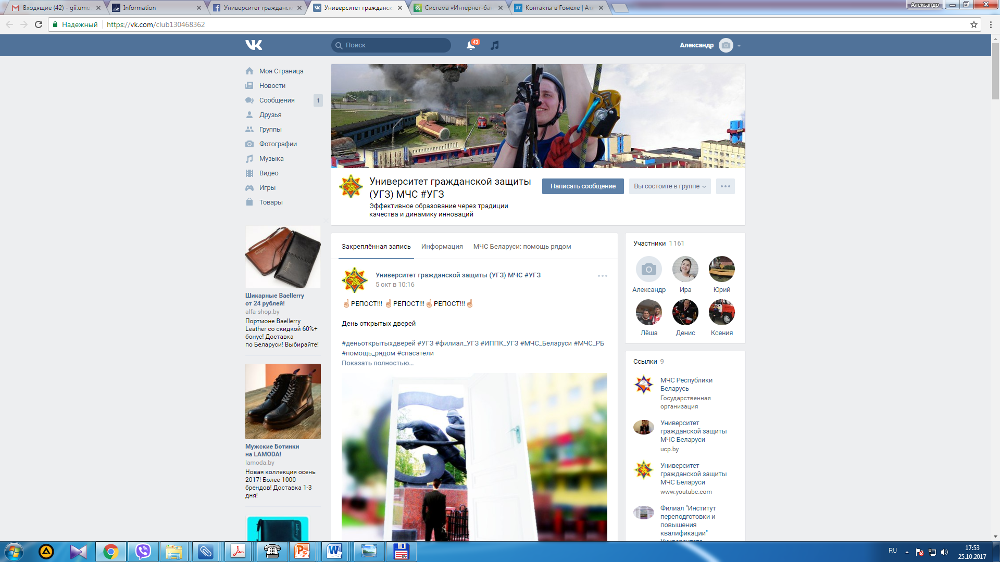 Входящие (42) - gii.umo
Information
Университет гражданск
Университет гражданск
Система «Интернет-бан
Контакты в Гомеле | Атл
Александр
Надежный
https://vk.com/club130468362
Поиск
43
Александр
Моя Страница
Новости
Сообщения
1
Друзья
Группы
Фотографии
Музыка
Видео
Игры
Товары
Шикарные Baellerry
от 24 рублей!
alfa-shop.by
Портмоне Baellerry
Leather со скидкой 60%+
бонус! Доставка
по Беларуси! Выбирайте!
Мужские Ботинки
на LAMODA!
lamoda.by
Новая коллекция осень
2017! Более 1000
брендов! Доставка 1-3
дня!
Университет гражданской защиты
(УГЗ) МЧС #УГЗ
Эффективное образование через традиции
качества и динамику инноваций
Написать сообщение
Вы состоите в группе
Закреплённая запись
Информация
МЧС Беларуси: помощь рядом
Университет гражданской защиты (УГЗ) МЧС #УГЗ
5 окт в 10:16
☝РЕПОСТ!!! ☝РЕПОСТ!!!☝РЕПОСТ!!!☝
День открытых дверей
#деньоткрытыхдверей #УГЗ #филиал_УГЗ #ИППК_УГЗ #МЧС_Беларуси #МЧС_РБ
#помощь_рядом #спасатели
Показать полностью...
Участники 1 161
Александр
Ира
Юрий
Лёша
Денис
Ксения
Ссылки 9
МЧС Республики
Беларусь
Государственная
организация
Университет
гражданской защиты
МЧС Беларуси
ucp.by
Университет
гражданской защиты
МЧС Беларуси
www.youtube.com
Филиал "Институт
переподготовки и
повышения
квалификации"
Университета
RU
17:53
25.10.2017